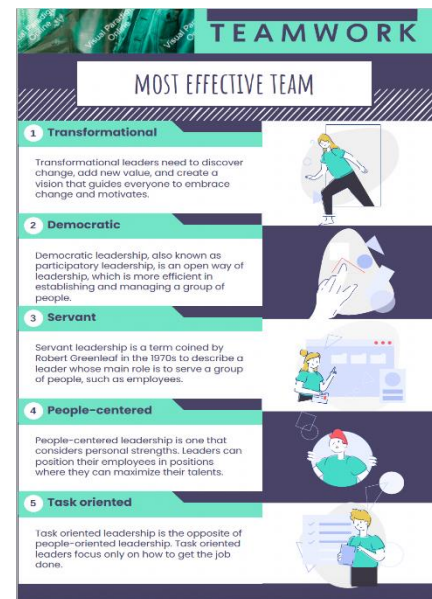 Visual Paradigm
Online
TEAMWORK
MOST EFFECTIVE TEAM
1 Transformational
Transformational leaders need to discover
change, add new value, and create a
vision that guides everyone to embrace
change and motivates.
2 Democratic
Democratic leadership, also known as
participatory leadership, is an open way of
leadership, which is more efficient in
establishing and managing a group of
people.
3 Servant
Servant leadership is a term coined by
Robert Greenleaf in the 1970s to describe a
leader whose main role is to serve a group
of people, such as employees.
4 People-centered
People-centered leadership is one that
considers personal strengths. Leaders can
position their employees in positions
where they can maximize their talents.
5 Task oriented
Task oriented leadership is the opposite of
people-oriented leadership. Task oriented
leaders focus only on how to get the job
done.